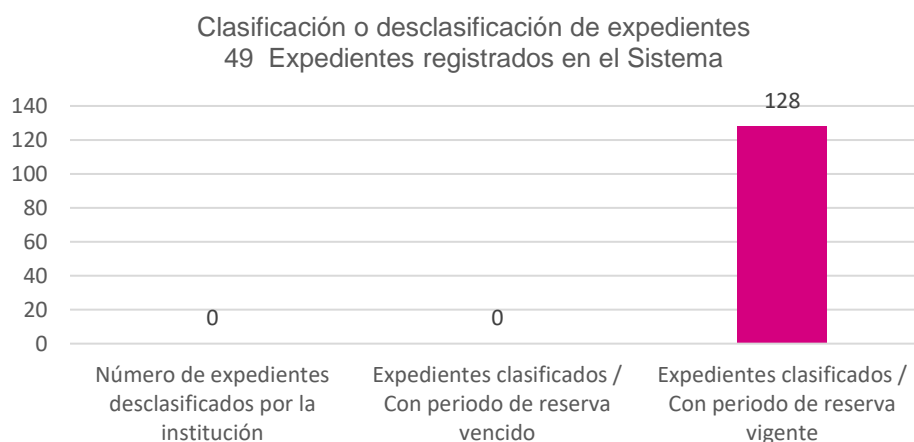 Clasificación o desclasificación de expedientes
49 Expedientes registrados en el Sistema
140
120
100
80
60
40
20
0
0
0
128
Número de expedientes
desclasificados por la
institución
Expedientes clasificados /
Con periodo de reserva
vencido
Expedientes clasificados /
Con periodo de reserva
vigente